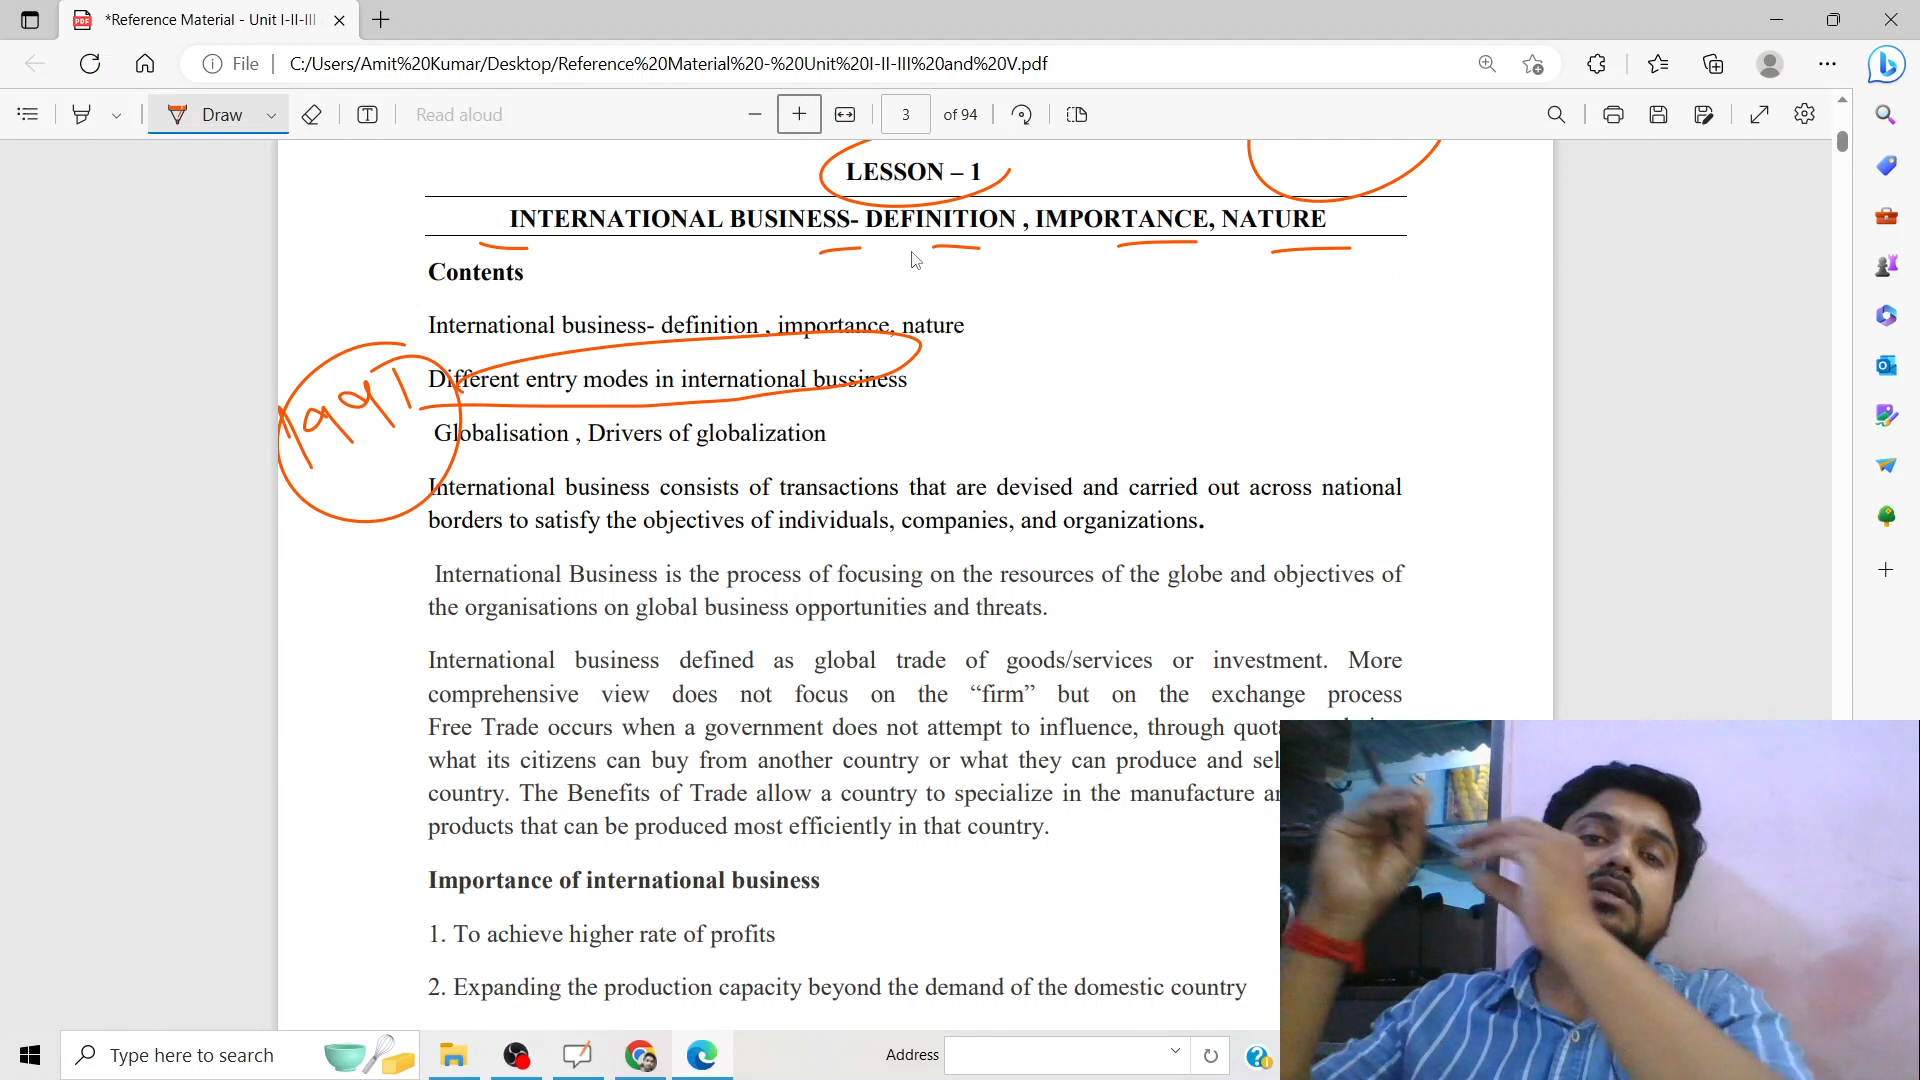 *Reference Material - Unit I-II-III
File
C:/Users/Amit%20Kumar/Desktop/Reference%20Material%20-%20Unit%20I-II-III%20and%20V.pdf
Draw
Read aloud
3 of 94
LESSON – 1
INTERNATIONAL BUSINESS- DEFINITION , IMPORTANCE, NATURE
Contents
International business- definition , importance, nature
Different entry modes in international bussiness
Globalisation , Drivers of globalization
International business consists of transactions that are devised and carried out across national
borders to satisfy the objectives of individuals, companies, and organizations.
International Business is the process of focusing on the resources of the globe and objectives of
the organisations on global business opportunities and threats.
International business defined as global trade of goods/services or investment. More
comprehensive view does not focus on the “firm” but on the exchange process
Free Trade occurs when a government does not attempt to influence, through
what its citizens can buy from another country or what they can produce and
country. The Benefits of Trade allow a country to specialize in the manufacture
products that can be produced most efficiently in that country.
Importance of international business
1. To achieve higher rate of profits
2. Expanding the production capacity beyond the demand of the domestic country
Type here to search
Address